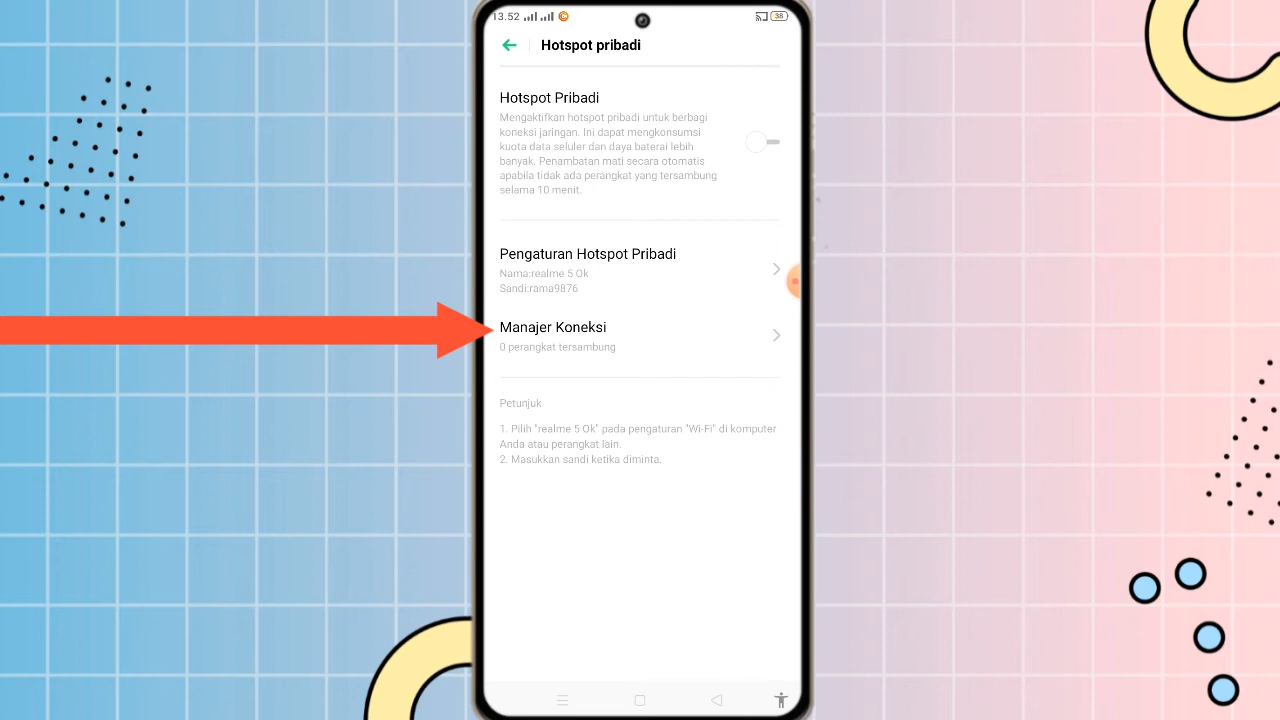 13.52
38
Hotspot pribadi
Hotspot Pribadi
Mengaktifkan hotspot pribadi untuk berbagi
koneksi jaringan. Ini dapat mengkonsumsi
kuota data seluler dan daya baterai lebih
banyak. Penambatan mati secara otomatis
apabila tidak ada perangkat yang tersambung
selama 10 menit.
Pengaturan Hotspot Pribadi
Nama:realme 5 Ok
Sandi:rama9876
Manajer Koneksi
0 perangkat tersambung
Petunjuk
1. Pilih "realme 5 Ok" pada pengaturan "Wi-Fi" di komputer
Anda atau perangkat lain.
2. Masukkan sandi ketika diminta.